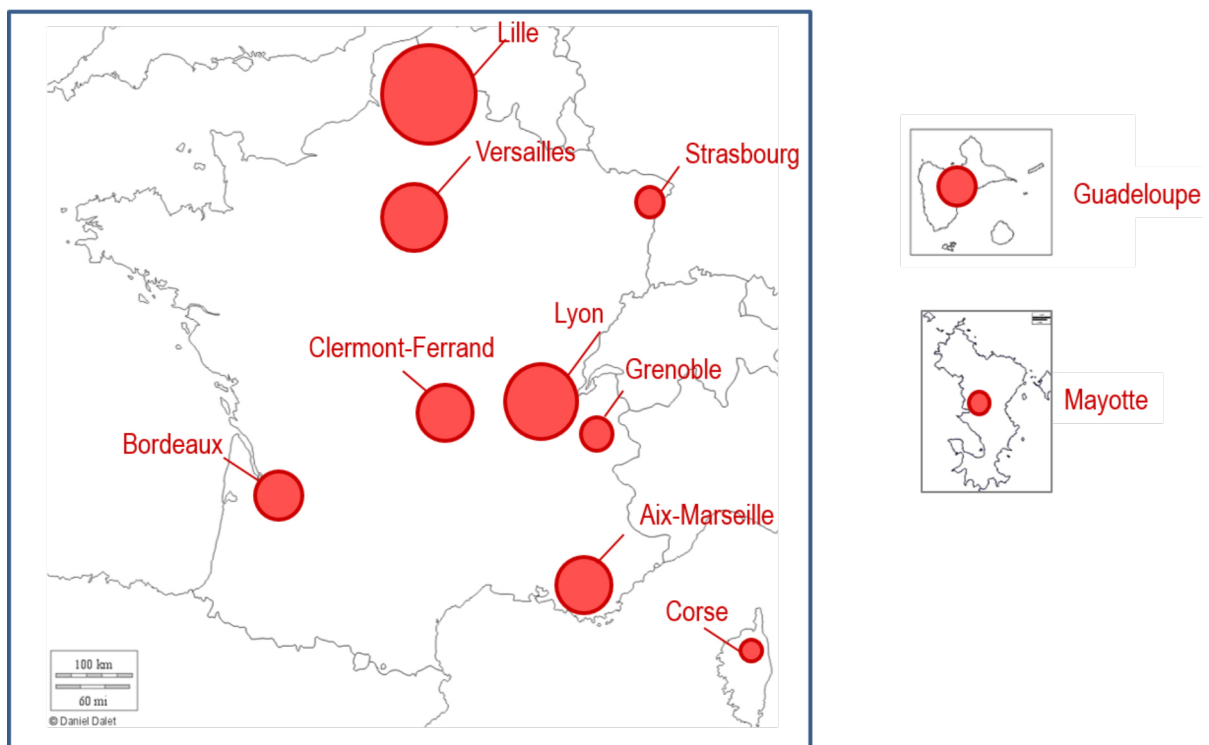 Lille
Versailles
Strasbourg
Guadeloupe
Lyon
Clermont-Ferrand
Grenoble
Mayotte
Bordeaux
Aix-Marseille
Corse
100 km
60 mi
© Daniel Dalet